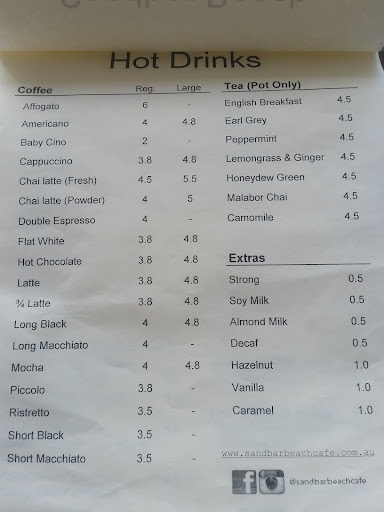 Hot Drinks
Coffee Reg. Large
Affogato 6 -
Americano 4 4.8
Baby Cino 2 -
Cappuccino 3.8 4.8
Chai latte (Fresh) 4.5 5.5
Chai latte (Powder) 4 5
Double Espresso 4 -
Flat White 3.8 4.8
Hot Chocolate 3.8 4.8
Latte 3.8 4.8
¾ Latte 3.8 4.8
Long Black 4 4.8
Long Macchiato 4 -
Mocha 4 4.8
Piccolo 3.8 -
Ristretto 3.5 -
Short Black 3.5 -
Short Macchiato 3.5 -
Tea (Pot Only)
English Breakfast 4.5
Earl Grey 4.5
Peppermint 4.5
Lemongrass & Ginger 4.5
Honeydew Green 4.5
Malabor Chai 4.5
Camomile 4.5
Extras
Strong 0.5
Soy Milk 0.5
Almond Milk 0.5
Decaf 0.5
Hazelnut 1.0
Vanilla 1.0
Caramel 1.0
www.sandbarbeachcafe.com.au
@sandbarbeachcafe